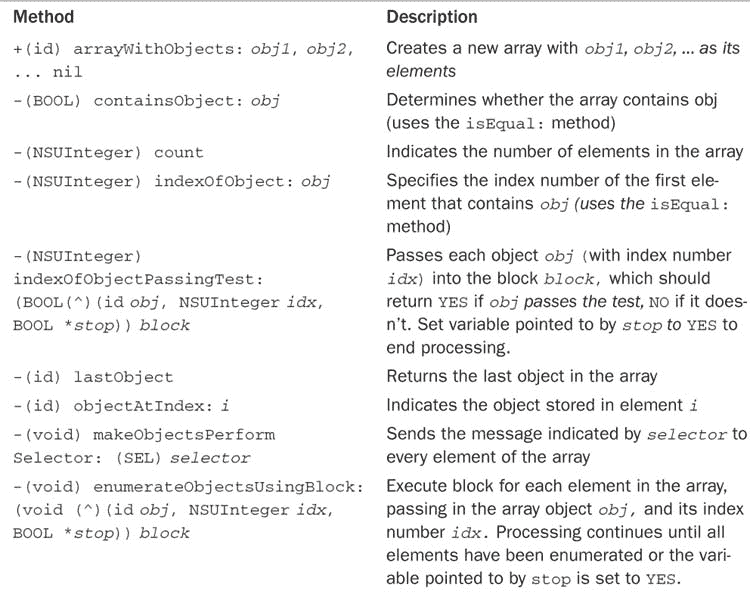 Method Description
+(id) arrayWithObjects: obj1, obj2, Creates a new array with obj1, obj2, ... as its
... nil elements
-(BOOL) containsObject: obj Determines whether the array contains obj
(uses the isEqual: method)
-(NSUInteger) count Indicates the number of elements in the array
-(NSUInteger) indexOfObject: obj Specifies the index number of the first ele-
ment that contains obj (uses the isEqual:
method)
-(NSUInteger) Passes each object obj (with index number
indexOfObjectPassingTest: idx) into the block block, which should
(BOOL(^)(id obj, NSUInteger idx, return YES if obj passes the test, NO if it does-
BOOL *stop)) block n't. Set variable pointed to by stop to YES to
end processing.
-(id) lastObject Returns the last object in the array
-(id) objectAtIndex: i Indicates the object stored in element i
-(void) makeObjectsPerform Sends the message indicated by selector to
Selector: (SEL) selector every element of the array
-(void) enumerateObjectsUsingBlock: Execute block for each element in the array,
(void (^)(id obj, NSUInteger idx, passing in the array object obj, and its index
BOOL *stop)) block number idx. Processing continues until all
elements have been enumerated or the vari-
able pointed to by stop is set to YES.